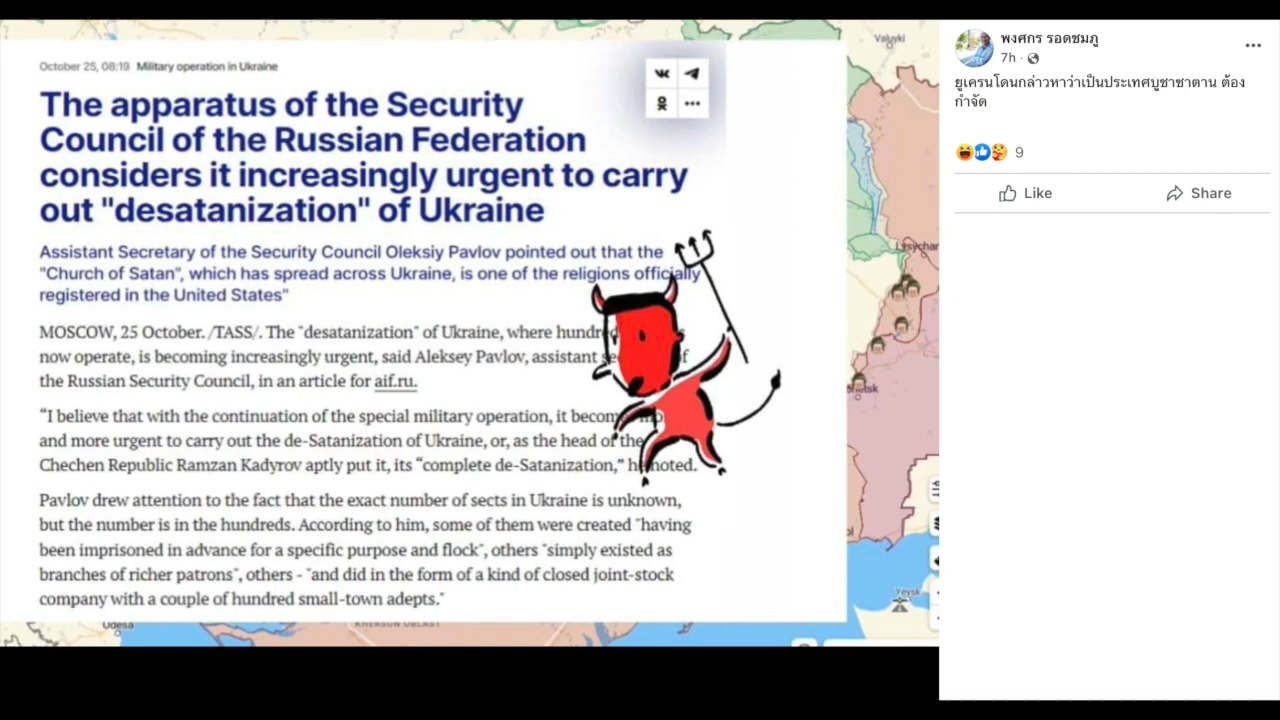 October 25, 08:19 Military operation in Ukraine
The apparatus of the Security
Council of the Russian Federation
considers it increasingly urgent to carry
out "desatanization" of Ukraine
Assistant Secretary of the Security Council Oleksiy Pavlov pointed out that the
"Church of Satan", which has spread across Ukraine, is one of the religions officially
registered in the United States"
MOSCOW, 25 October. /TASS/. The "desatanization" of Ukraine, where
now operate, is becoming increasingly urgent, said Aleksey Pavlov, assistant
the Russian Security Council, in an article for aif.ru.
“I believe that with the continuation of the special military operation, it
and more urgent to carry out the de-Satanization of Ukraine, or, as the head of the
Chechen Republic Ramzan Kadyrov aptly put it, its “complete de-Satanization,” he noted.
Pavlov drew attention to the fact that the exact number of sects in Ukraine is unknown,
but the number is in the hundreds. According to him, some of them were created "having
been imprisoned in advance for a specific purpose and flock", others "simply existed as
branches of richer patrons", others - "and did in the form of a kind of closed joint-stock
company with a couple of hundred small-town adepts."
Valuyki
Lysychan
Yeysk
Odesa
KHERSON OBLAST
พงศกร รอดชมภู
7h
ยูเครนโดนกล่าวหาว่าเป็นประเทศบูชาซาตาน ต้อง
กำจัด
9
Like
Share